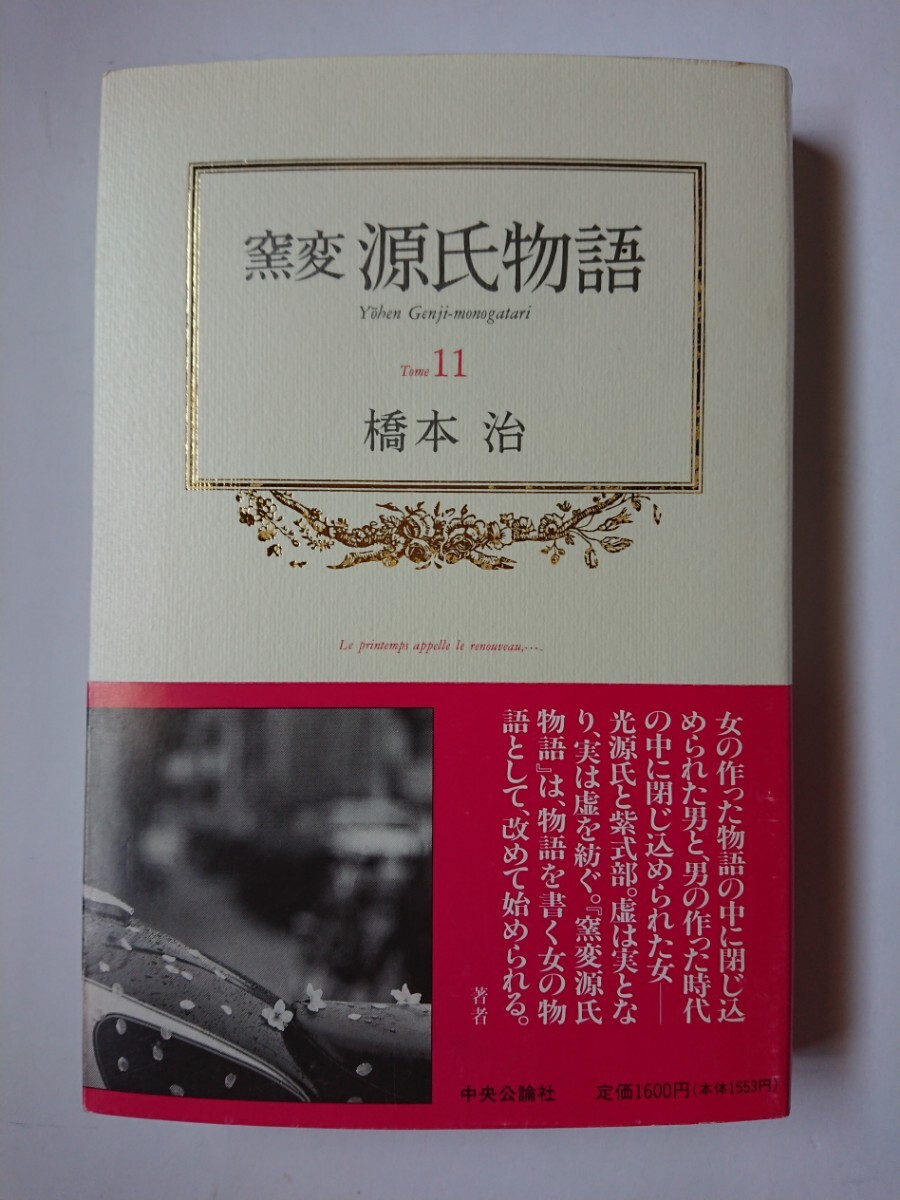 窯変 源氏物語
Yōhen Genji-monogatari
Tome 11
橋本 治
Le printemps appelle le renouveau,---.
女の作った物語の中に閉じ込
められた男と、男の作った時代
の中に閉じ込められた女――
光源氏と紫式部。虚は実とな
り、実は虚を紡ぐ。『窯変源氏
物語』は、物語を書く女の物
語として、改めて始められる。
著者
中央公論社 定価1600円(本体1553円)